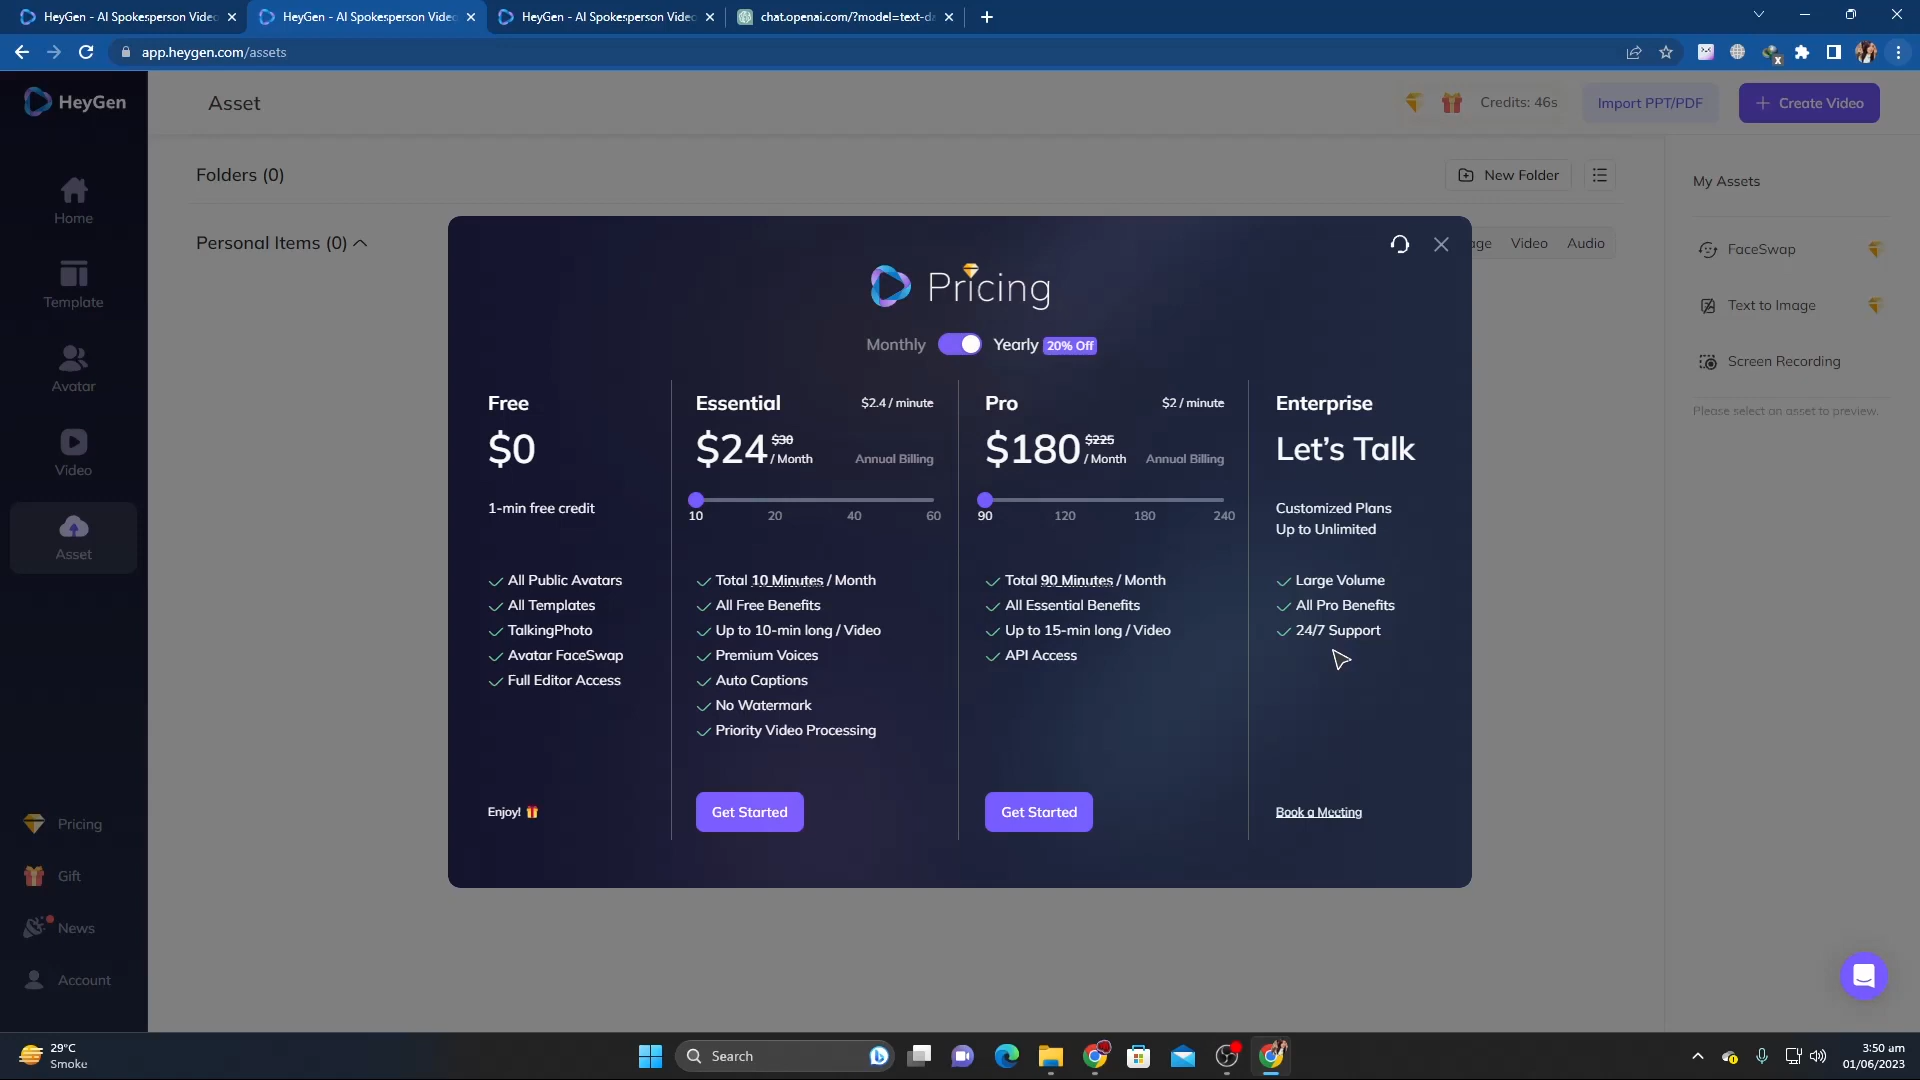 HeyGen - AI Spokesperson Video
HeyGen - AI Spokesperson Video
HeyGen - AI Spokesperson Video
chat.openai.com/?model=text-da
app.heygen.com/assets
HeyGen
Asset
Credits: 46s
Import PPT/PDF
+ Create Video
Home
Template
Avatar
Video
Asset
Pricing
Gift
News
Account
Folders (0)
New Folder
Personal Items (0)
age Video Audio
My Assets
FaceSwap
Text to Image
Screen Recording
Please select an asset to preview.
Pricing
Monthly Yearly 20% Off
Free
$0
1-min free credit
All Public Avatars
All Templates
TalkingPhoto
Avatar FaceSwap
Full Editor Access
Enjoy!
Essential $2.4 / minute
$24 $30 / Month Annual Billing
10 20 40 60
Total 10 Minutes / Month
All Free Benefits
Up to 10-min long / Video
Premium Voices
Auto Captions
No Watermark
Priority Video Processing
Get Started
Pro $2 / minute
$180 $225 / Month Annual Billing
90 120 180 240
Total 90 Minutes / Month
All Essential Benefits
Up to 15-min long / Video
API Access
Get Started
Enterprise
Let's Talk
Customized Plans
Up to Unlimited
Large Volume
All Pro Benefits
24/7 Support
Book a Meeting
29°C
Smoke
Search
3:50 am
01/06/2023